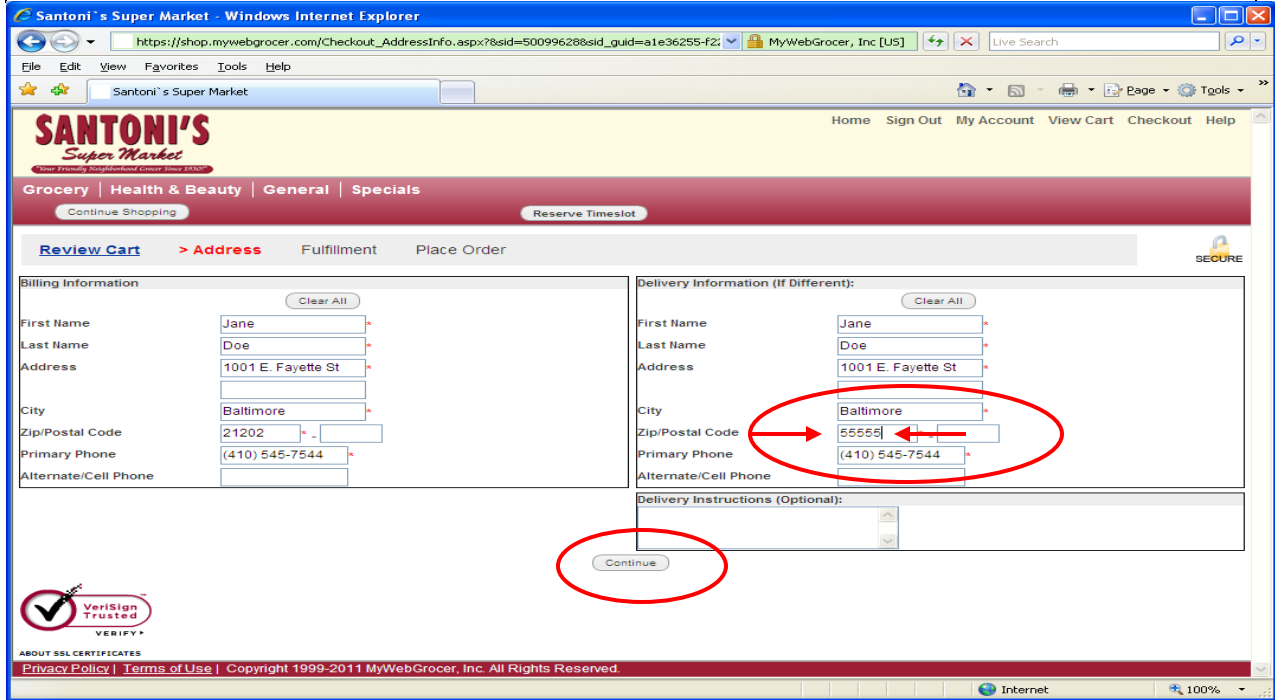 Santoni`s Super Market - Windows Internet Explorer
https://shop.mywebgrocer.com/Checkout_AddressInfo.aspx?&sid=50099628&sid_guid=a1e36255-f2 MyWebGrocer, Inc [US] Live Search
File Edit View Favorites Tools Help
Santoni`s Super Market Page Tools »
SANTONI'S
Super Market
"Your Friendly Neighborhood Grocer Since 1930!"
Home Sign Out My Account View Cart Checkout Help
Grocery | Health & Beauty | General | Specials
Continue Shopping Reserve Timeslot
Review Cart > Address Fulfillment Place Order
SECURE
Billing Information
Clear All
First Name Jane *
Last Name Doe *
Address 1001 E. Fayette St *
City Baltimore *
Zip/Postal Code 21202 * -
Primary Phone (410) 545-7544 *
Alternate/Cell Phone
Delivery Information (If Different):
Clear All
First Name Jane *
Last Name Doe *
Address 1001 E. Fayette St *
City Baltimore *
Zip/Postal Code 55555 * -
Primary Phone (410) 545-7544 *
Alternate/Cell Phone
Delivery Instructions (Optional):
Continue
VeriSign
Trusted
VERIFY
ABOUT SSL CERTIFICATES
Privacy Policy | Terms of Use | Copyright 1999-2011 MyWebGrocer, Inc. All Rights Reserved.
Internet 100%